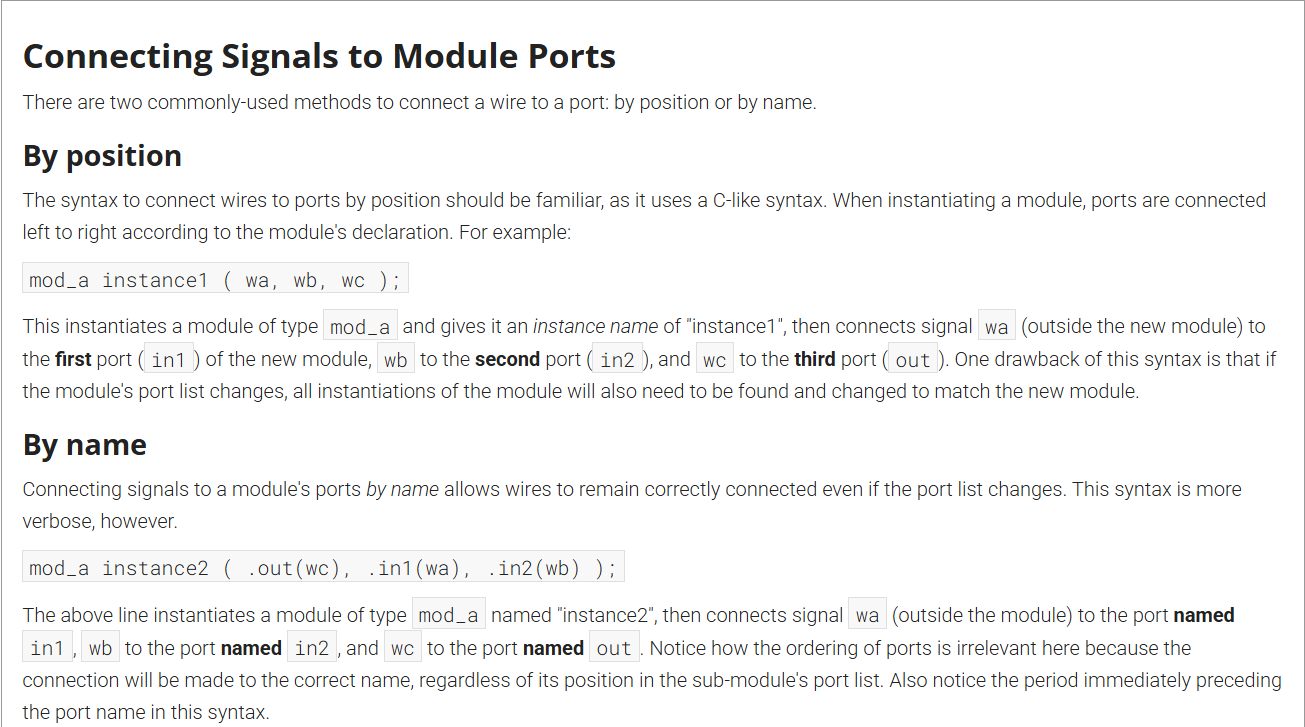 Connecting Signals to Module Ports
There are two commonly-used methods to connect a wire to a port: by position or by name.
By position
The syntax to connect wires to ports by position should be familiar, as it uses a C-like syntax. When instantiating a module, ports are connected
left to right according to the module's declaration. For example:
mod_a instance1 ( wa, wb, wc );
This instantiates a module of type mod_a and gives it an instance name of "instance1", then connects signal wa (outside the new module) to
the first port ( in1 ) of the new module, wb to the second port ( in2 ), and wc to the third port ( out ). One drawback of this syntax is that if
the module's port list changes, all instantiations of the module will also need to be found and changed to match the new module.
By name
Connecting signals to a module's ports by name allows wires to remain correctly connected even if the port list changes. This syntax is more
verbose, however.
mod_a instance2 ( .out(wc), .in1(wa), .in2(wb) );
The above line instantiates a module of type mod_a named "instance2", then connects signal wa (outside the module) to the port named
in1 , wb to the port named in2 , and wc to the port named out . Notice how the ordering of ports is irrelevant here because the
connection will be made to the correct name, regardless of its position in the sub-module's port list. Also notice the period immediately preceding
the port name in this syntax.